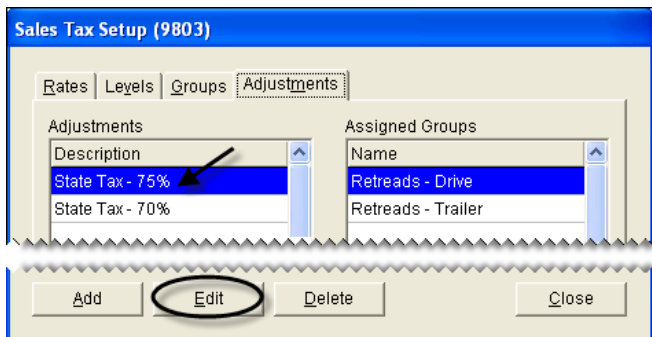 Sales Tax Setup (9803)
Rates Levels Groups Adjustments
Adjustments Assigned Groups
Description Name
State Tax - 75% Retreads - Drive
State Tax - 70% Retreads - Trailer
Add Edit Delete Close